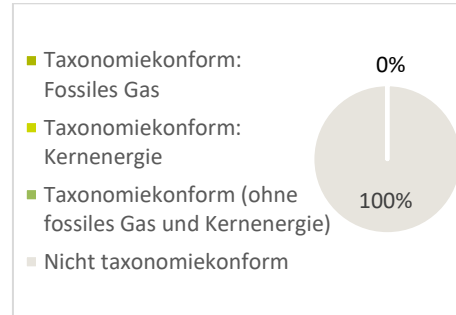 Taxonomiekonform:
Fossiles Gas
Taxonomiekonform:
Kernenergie
Taxonomiekonform (ohne
fossiles Gas und Kernenergie)
Nicht taxonomiekonform
0%
100%